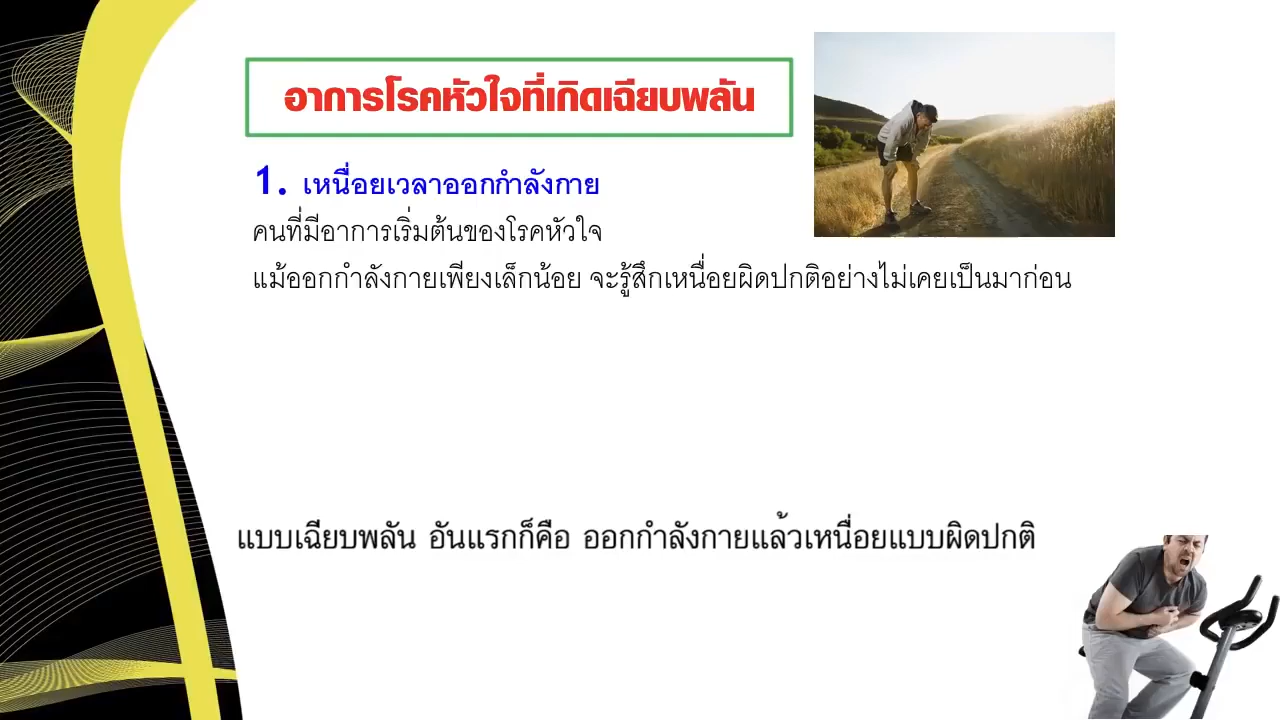 อาการโรคหัวใจที่เกิดเฉียบพลัน
1. เหนื่อยเวลาออกกำลังกาย
คนที่มีอาการเริ่มต้นของโรคหัวใจ
แม้ออกกำลังกายเพียงเล็กน้อย จะรู้สึกเหนื่อยผิดปกติอย่างไม่เคยเป็นมาก่อน
แบบเฉียบพลัน อันแรกก็คือ ออกกำลังกายแล้วเหนื่อยแบบผิดปกติ